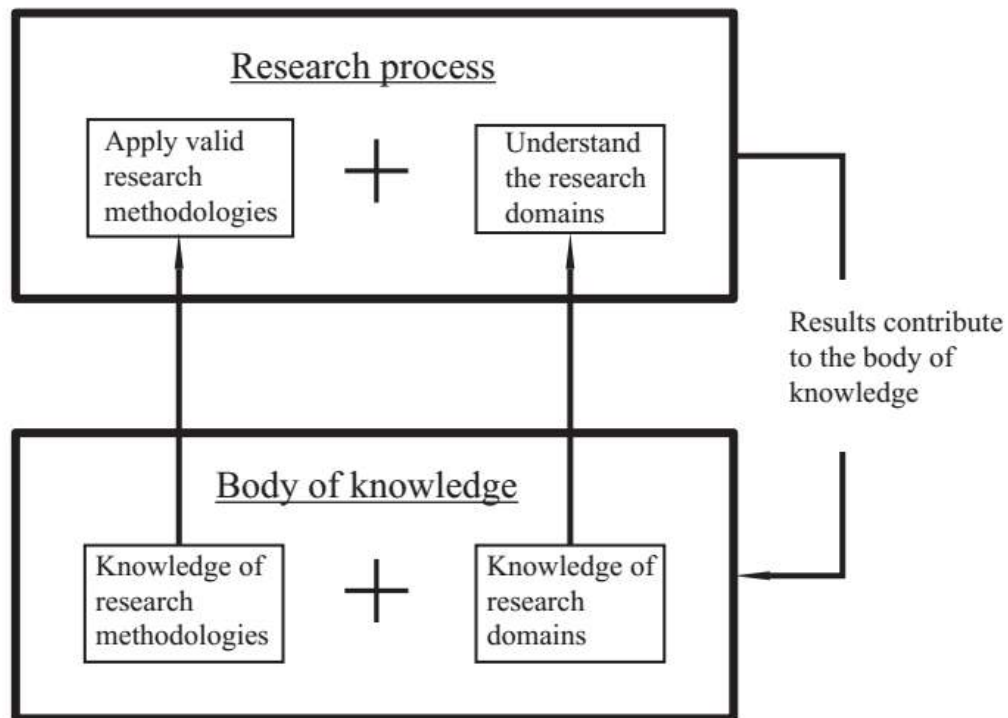 Research process
Apply valid
research
methodologies
+
Understand
the research
domains
Results contribute
to the body of
knowledge
Body of knowledge
Knowledge of
research
methodologies
+
Knowledge of
research
domains